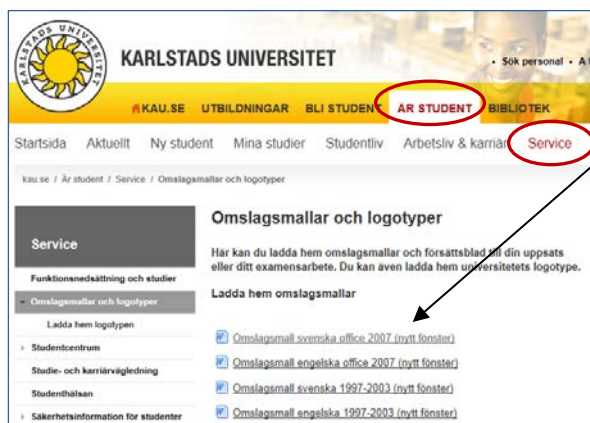 KARLSTADS UNIVERSITET
KARLSTADS UNIVERSITET
Sök personal • A
KAU.SE UTBILDNINGAR BLI STUDENT ÄR STUDENT BIBLIOTEK
Startsida Aktuellt Ny student Mina studier Studentliv Arbetsliv & karriär Service
kau.se / Är student / Service / Omslagsmallar och logotyper
Omslagsmallar och logotyper
Här kan du ladda hem omslagsmallar och försättsblad till din uppsats
eller ditt examensarbete. Du kan även ladda hem universitetets logotype.
Ladda hem omslagsmallar
Omslagsmall svenska office 2007 (nytt fönster)
Omslagsmall engelska office 2007 (nytt fönster)
Omslagsmall svenska 1997-2003 (nytt fönster)
Omslagsmall engelska 1997-2003 (nytt fönster)
Service
Funktionsnedsättning och studier
Omslagsmallar och logotyper
Ladda hem logotypen
Studentcentrum
Studie- och karriärvägledning
Studenthälsan
Säkerhetsinformation för studenter